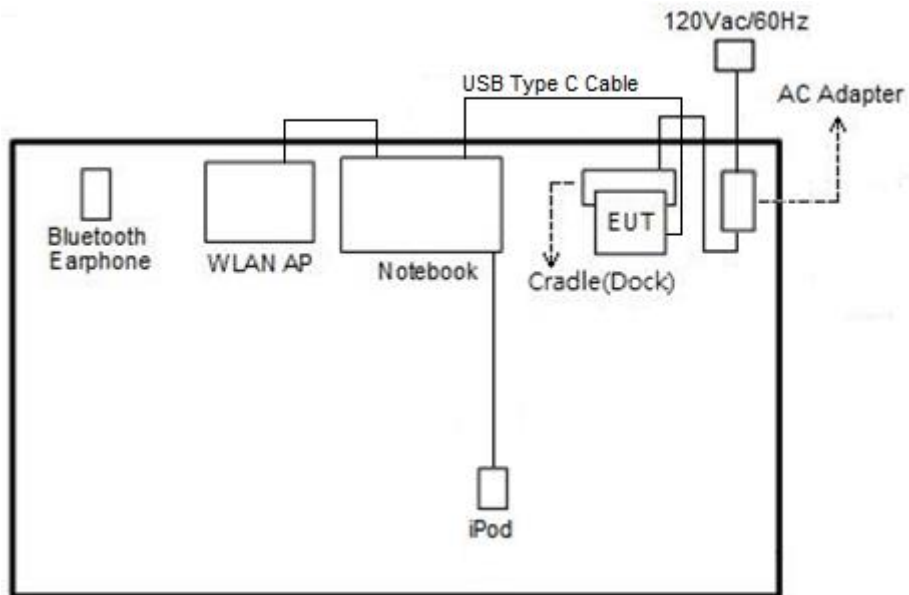 120Vac/60Hz
USB Type C Cable
AC Adapter
EUT
Bluetooth
Earphone
WLAN AP
Notebook
Cradle(Dock)
iPod